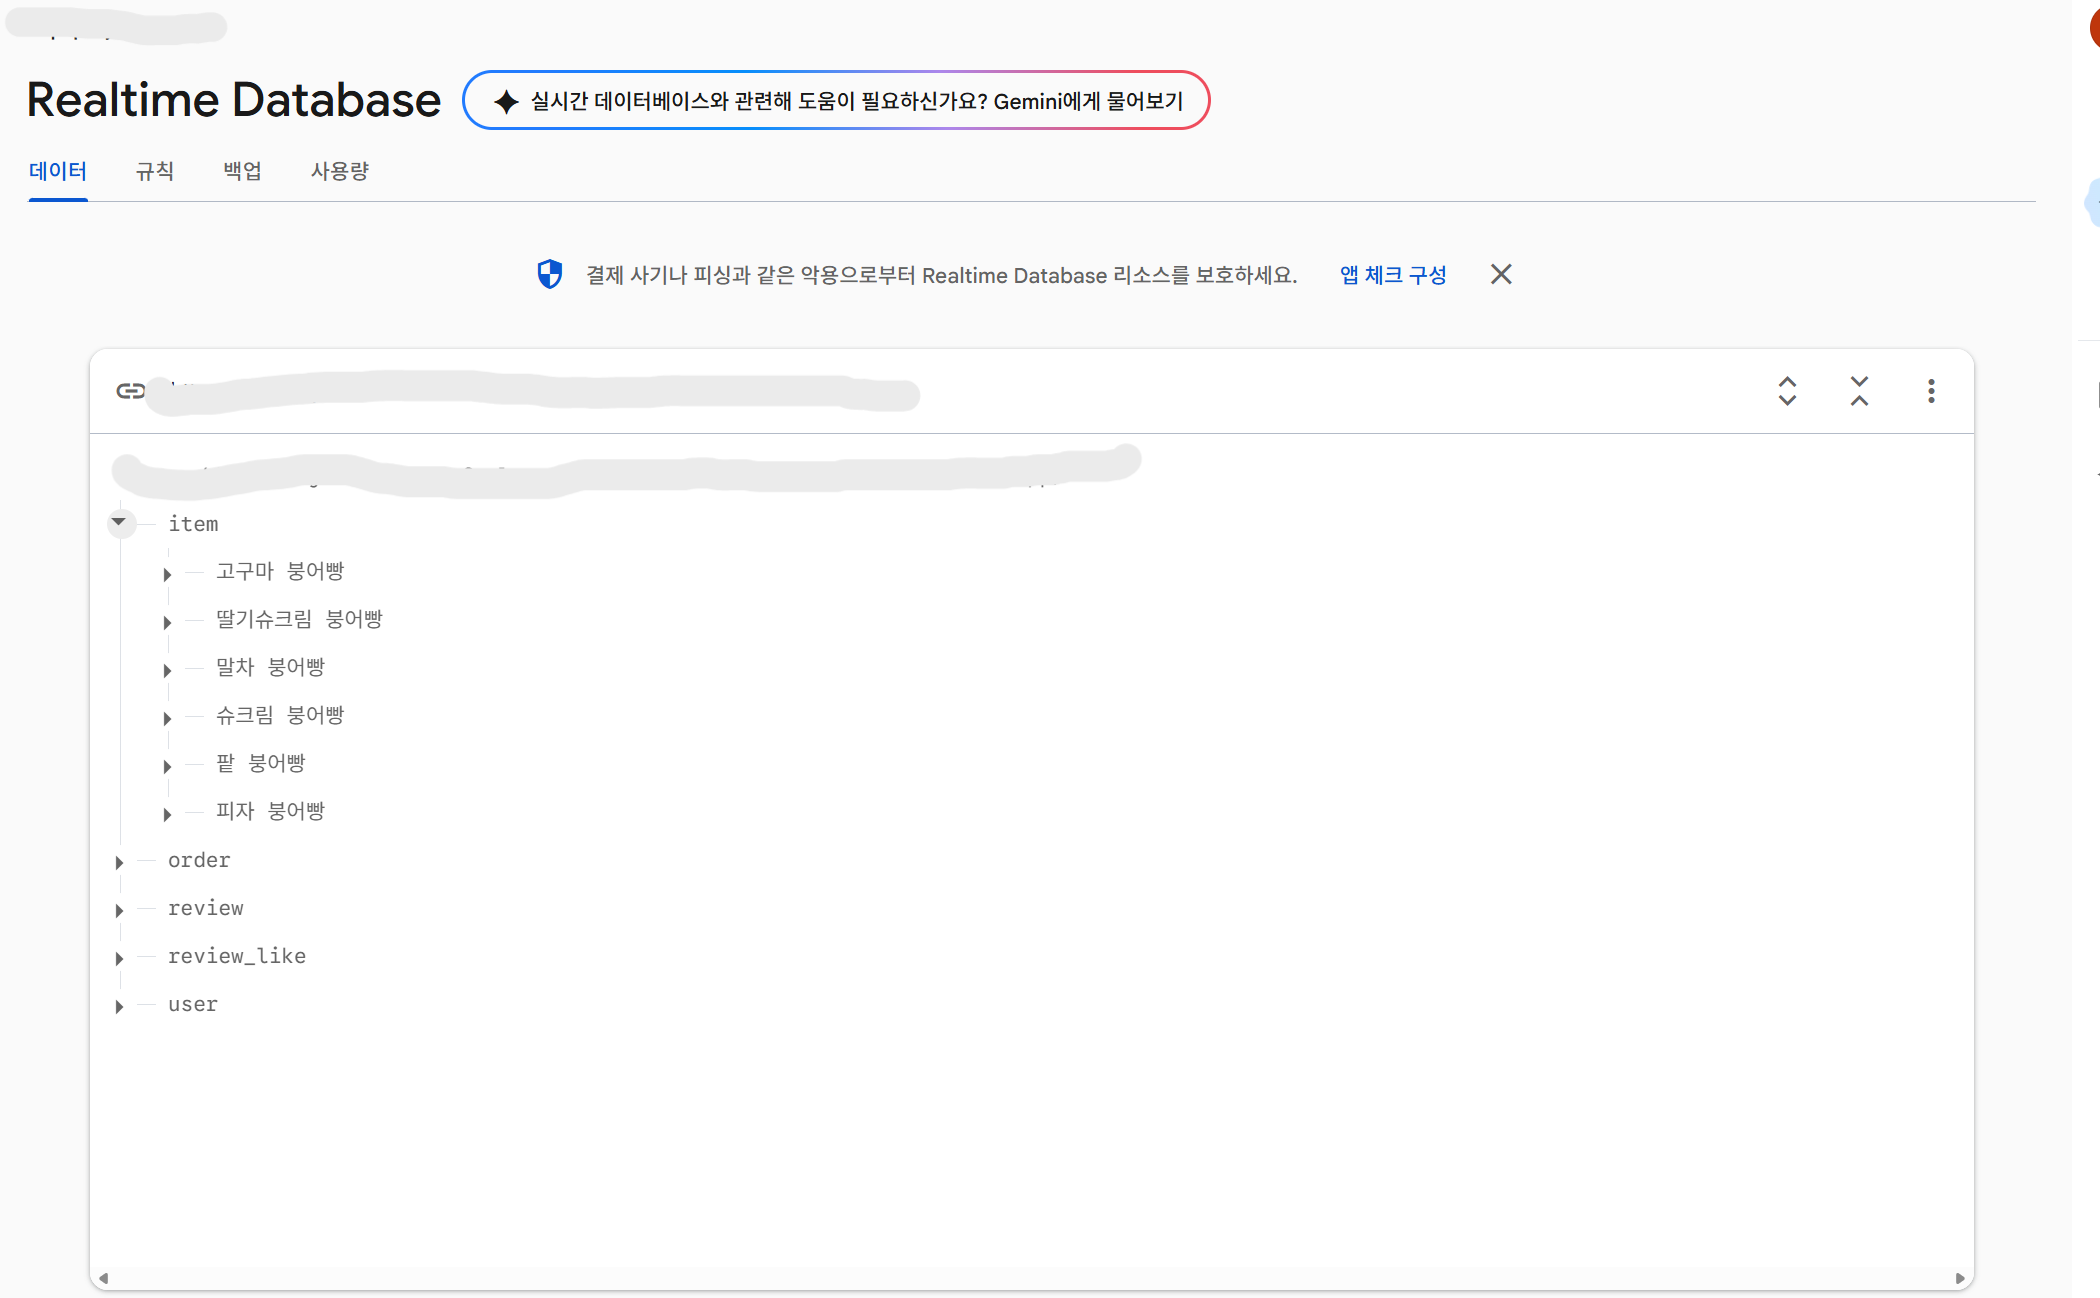 Realtime Database
실시간 데이터베이스와 관련해 도움이 필요하신가요? Gemini에게 물어보기
데이터 규칙 백업 사용량
결제 사기나 피싱과 같은 악용으로부터 Realtime Database 리소스를 보호하세요. 앱 체크 구성
item
고구마 붕어빵
딸기슈크림 붕어빵
말차 붕어빵
슈크림 붕어빵
팥 붕어빵
피자 붕어빵
order
review
review_like
user